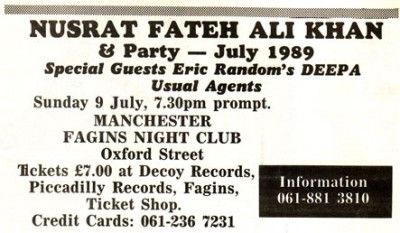 NUSRAT FATEH ALI KHAN
& Party — July 1989
Special Guests Eric Random's DEEPA
Usual Agents
Sunday 9 July, 7.30pm prompt.
MANCHESTER
FAGINS NIGHT CLUB
Oxford Street
Tickets £7.00 at Decoy Records,
Piccadilly Records, Fagins,
Ticket Shop.
Credit Cards: 061-236 7231
Information
061-881 3810